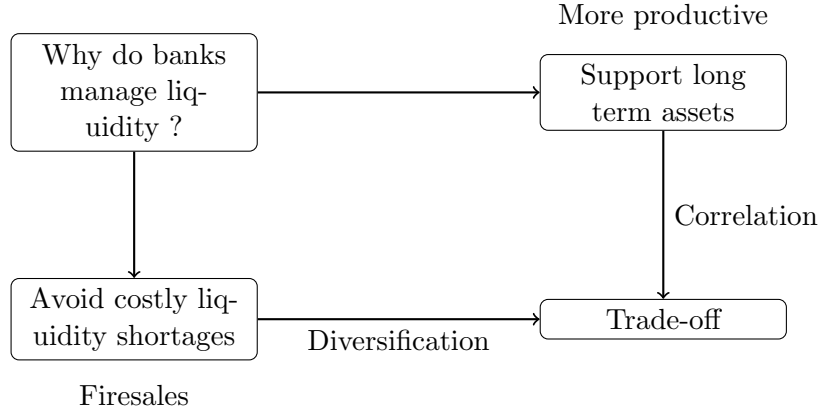 More productive
Why do banks
manage liq-
uidity ?
Support long
term assets
Correlation
Avoid costly liq-
uidity shortages
Diversification
Trade-off
Firesales